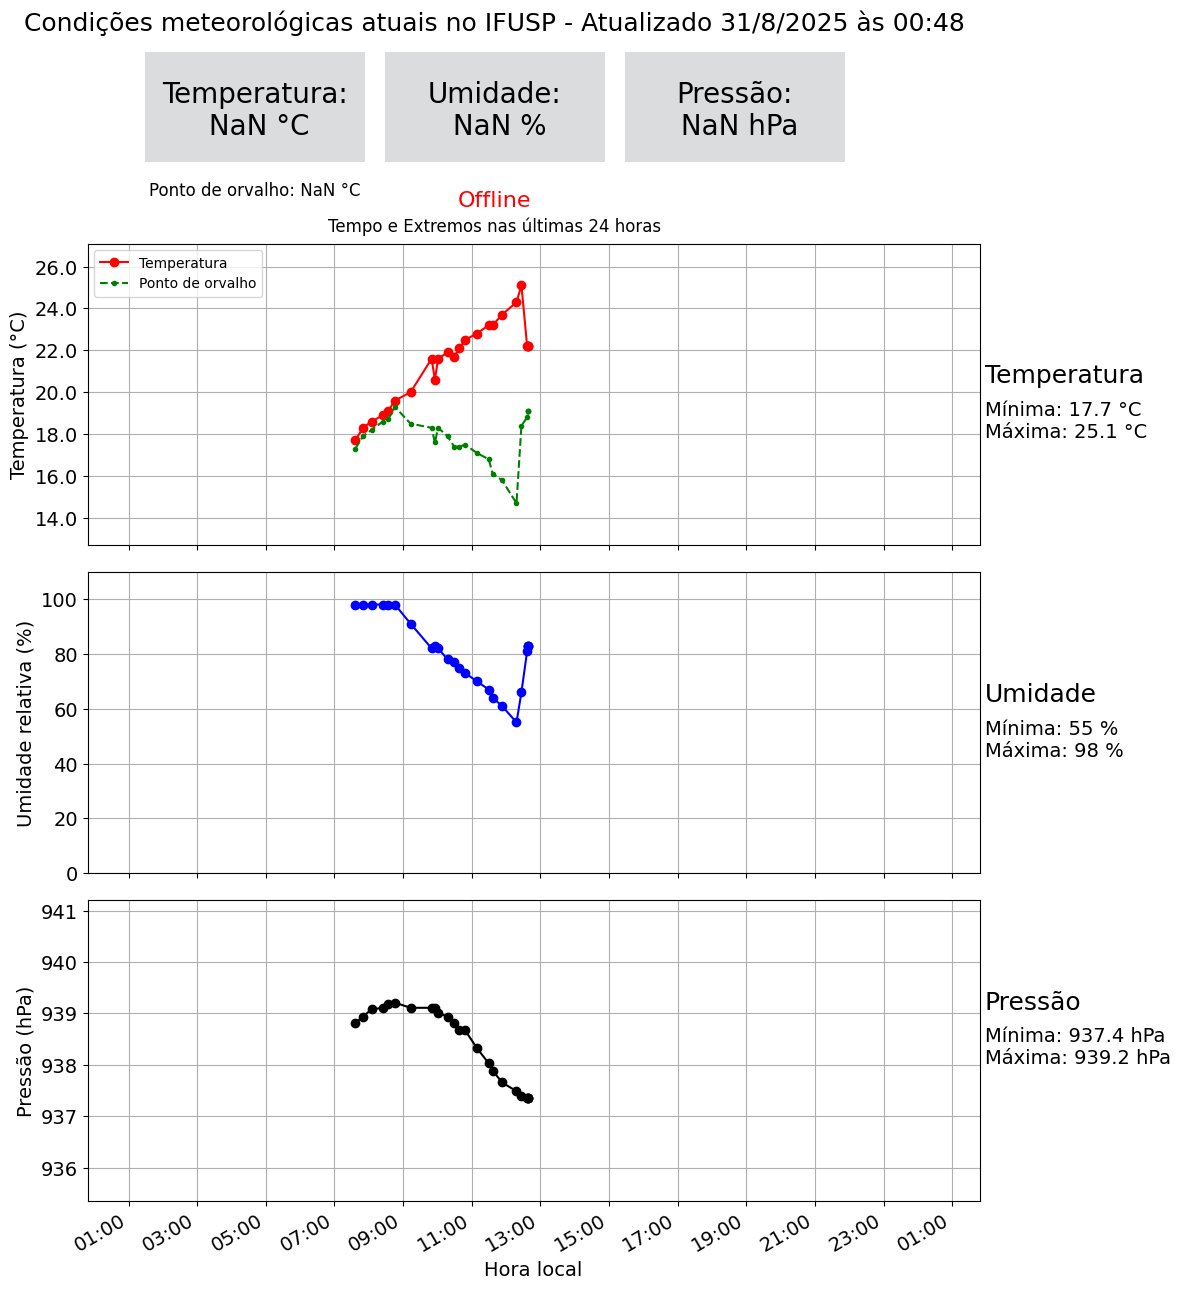 Condições meteorológicas atuais no IFUSP - Atualizado 31/8/2025 às 00:48
Temperatura:
NaN °C
Umidade:
NaN %
Pressão:
NaN hPa
Ponto de orvalho: NaN °C
Offline
Tempo e Extremos nas últimas 24 horas
Temperatura
Ponto de orvalho
Temperatura (°C)
26.0
24.0
22.0
20.0
18.0
16.0
14.0
Temperatura
Mínima: 17.7 °C
Máxima: 25.1 °C
Umidade relativa (%)
100
80
60
40
20
0
Umidade
Mínima: 55 %
Máxima: 98 %
Pressão (hPa)
941
940
939
938
937
936
Pressão
Mínima: 937.4 hPa
Máxima: 939.2 hPa
01:00 03:00 05:00 07:00 09:00 11:00 13:00 15:00 17:00 19:00 21:00 23:00 01:00
Hora local